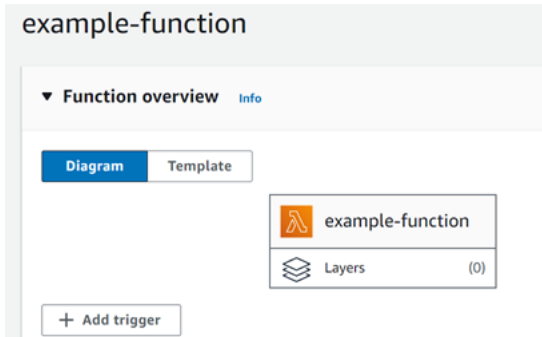 example-function
Function overview Info
Diagram Template
example-function
Layers (0)
+ Add trigger